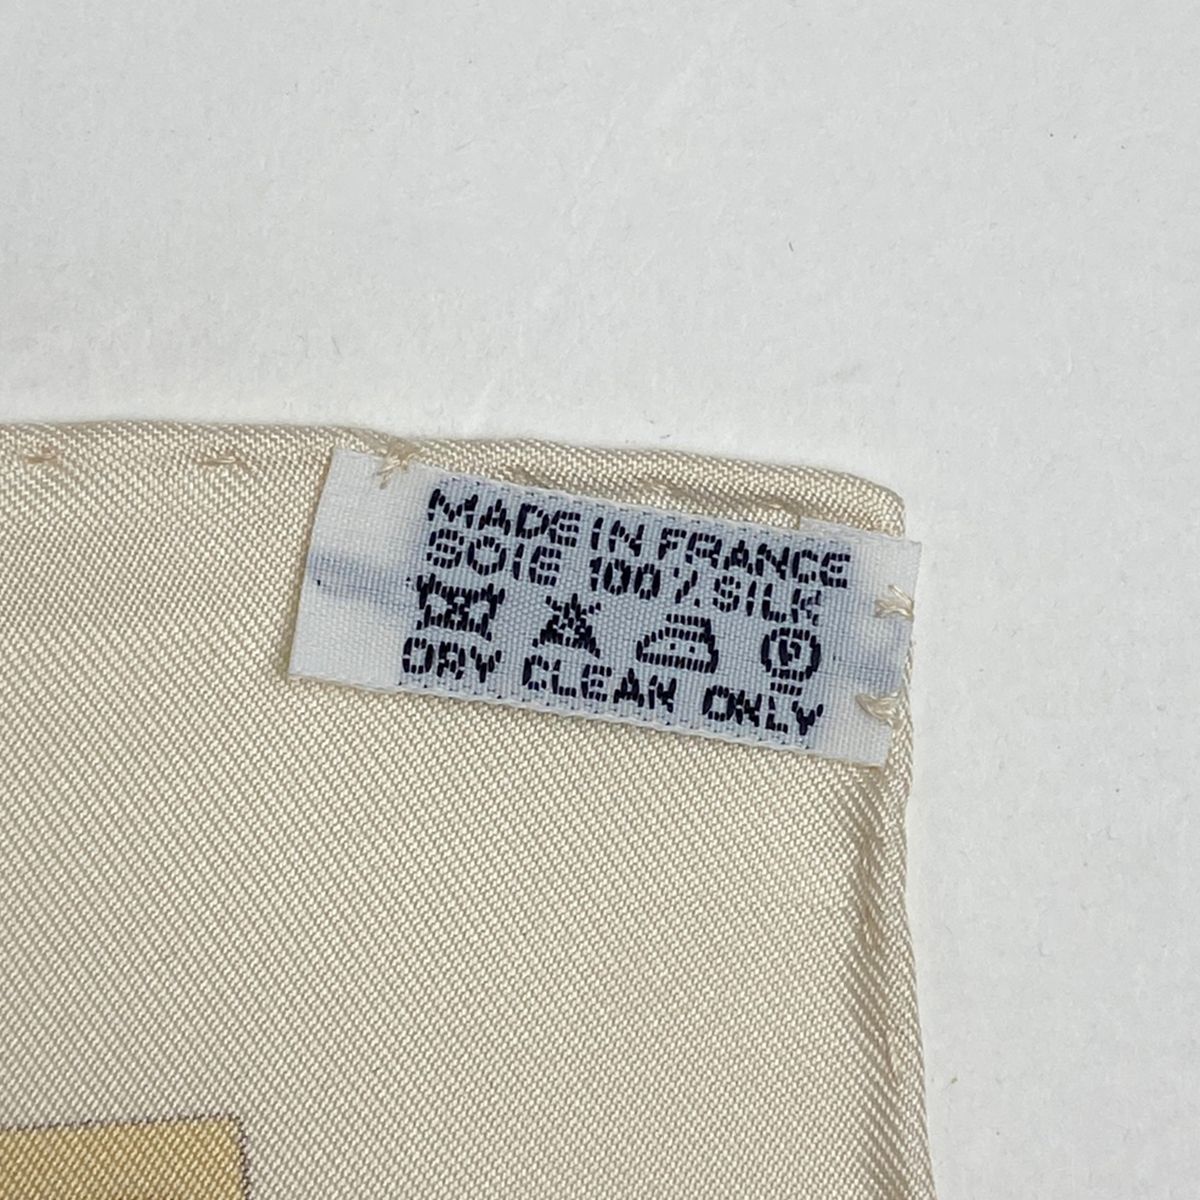 MADE IN FRANCE
SOIE 100% SILK
P
DRY CLEAN ONLY